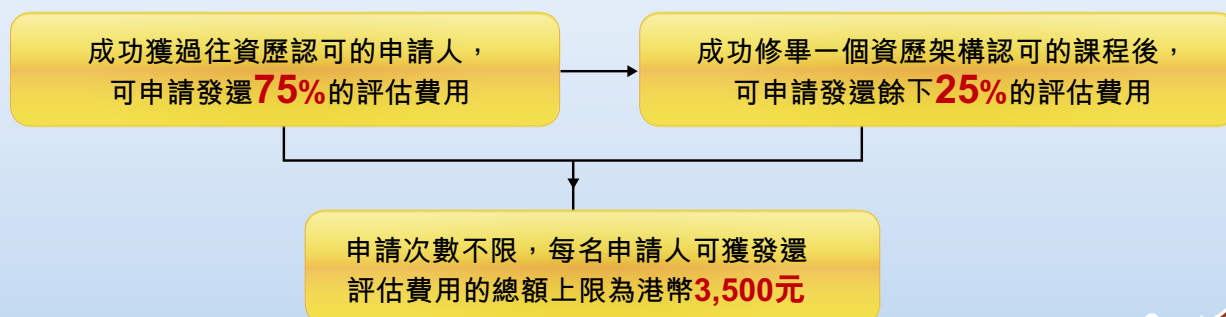 成功獲過往資歷認可的申請人，
可申請發還75%的評估費用
成功修畢一個資歷架構認可的課程後，
可申請發還餘下25%的評估費用
申請次數不限，每名申請人可獲發還
評估費用的總額上限為港幣3,500元